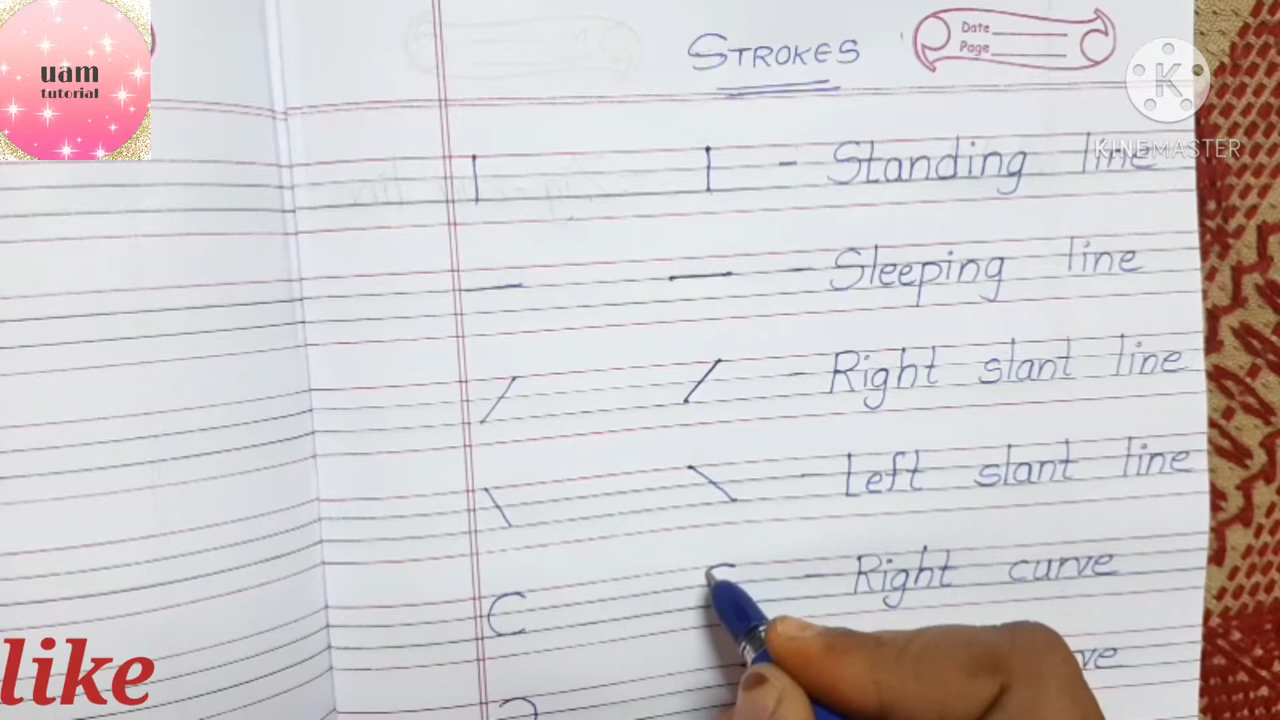 uam
tutorial
STROKES
Date
Page
K
KINEMASTER
- Standing line
- Sleeping line
- Right slant line
- Left slant line
- Right curve
like